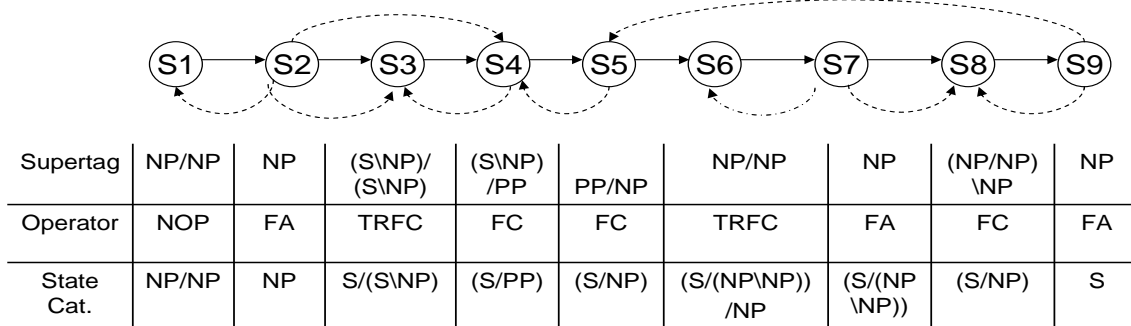 S1 S2 S3 S4 S5 S6 S7 S8 S9
Supertag NP/NP NP (S\NP)/ (S\NP) PP/NP NP/NP NP (NP/NP) NP
(S\NP) /PP \NP
Operator NOP FA TRFC FC FC TRFC FA FC FA
State NP/NP NP S/(S\NP) (S/PP) (S/NP) (S/(NP\NP)) (S/(NP (S/NP) S
Cat. /NP \NP))